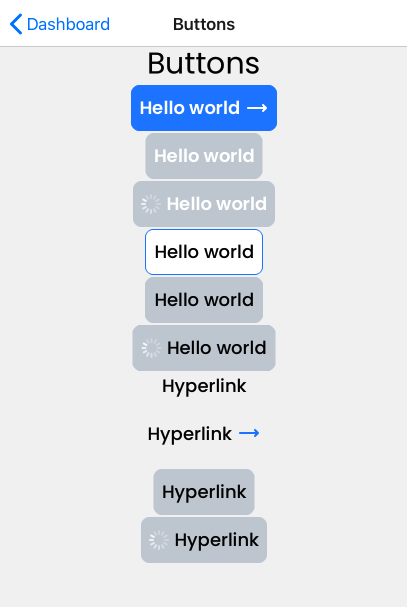 Dashboard Buttons
Buttons
Hello world →
Hello world
Hello world
Hello world
Hello world
Hello world
Hyperlink
Hyperlink →
Hyperlink
Hyperlink